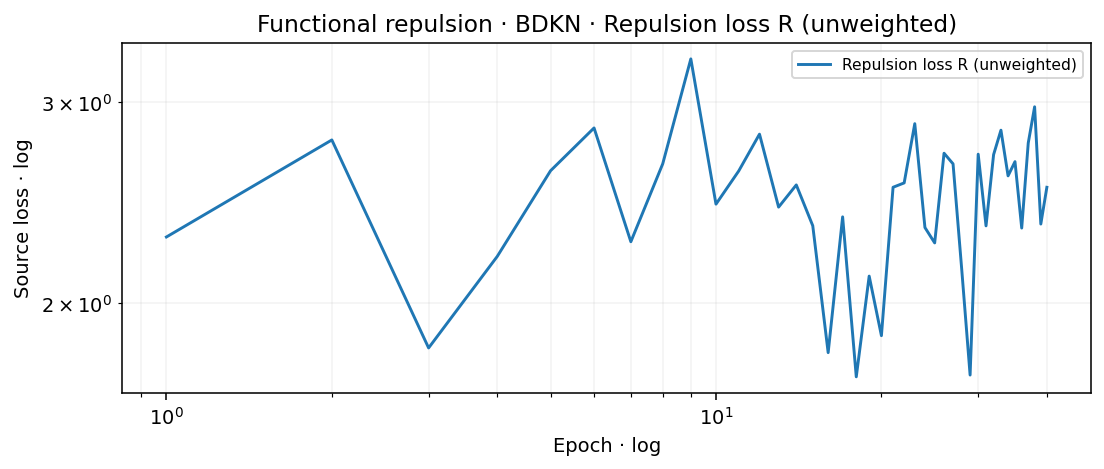 Functional repulsion · BDKN · Repulsion loss R (unweighted)
Repulsion loss R (unweighted)
3 × 10⁰
Source loss · log
2 × 10⁰
10⁰ 10¹
Epoch · log